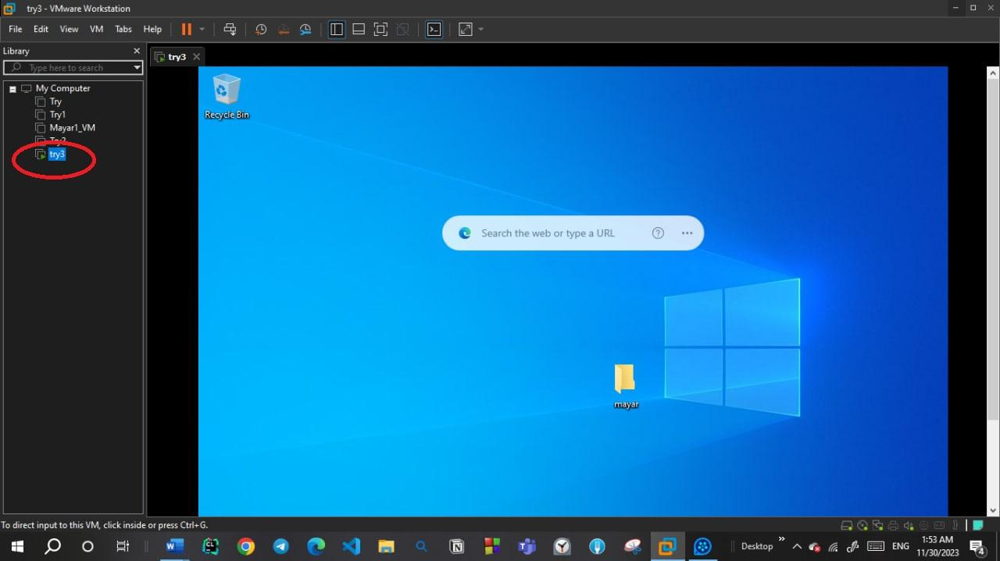 try3 - VMware Workstation
File Edit View VM Tabs Help
Library
Type here to search
try3
My Computer
Try
Try1
Mayar1_VM
Try2
try3
Recycle Bin
Search the web or type a URL
mayar
To direct input to this VM, click inside or press Ctrl+G.
Desktop
ENG
1:53 AM
11/30/2023
4